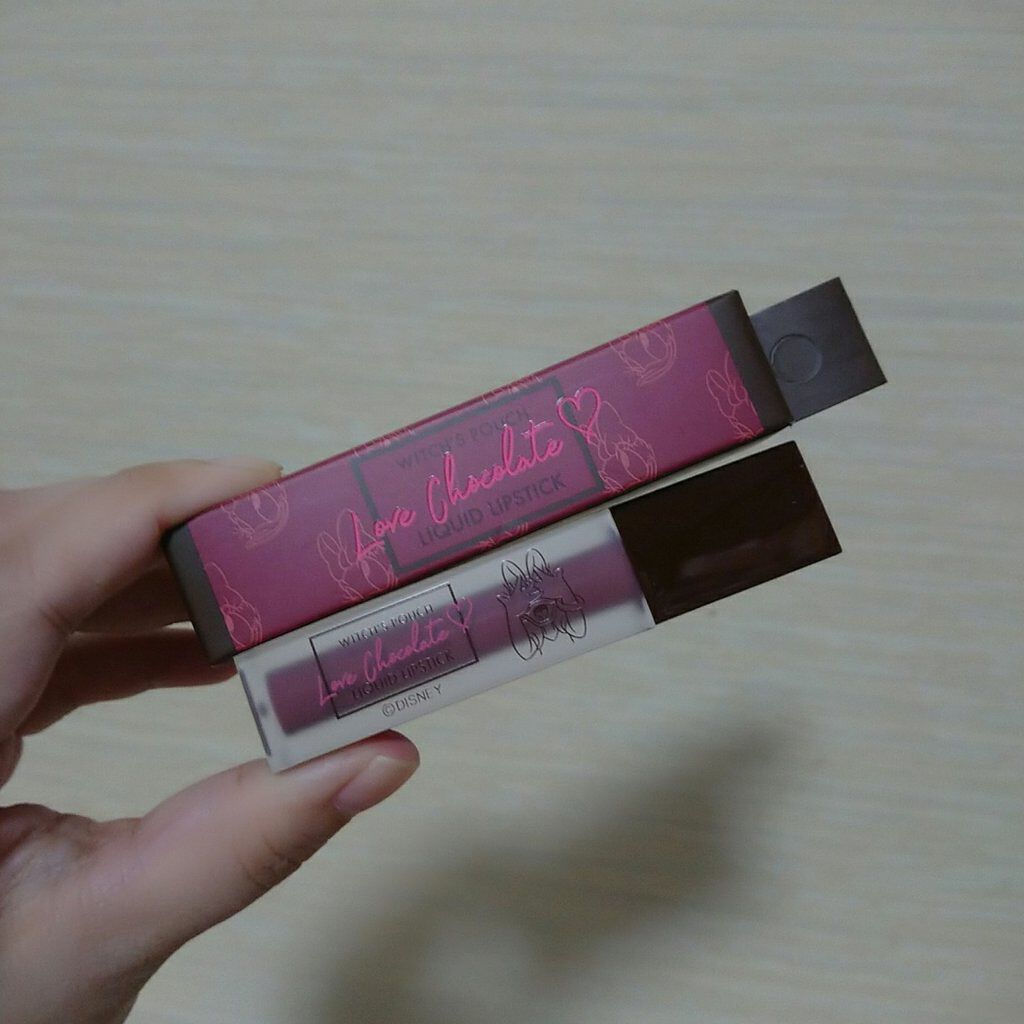 WITCH'S POUCH
Love Chocolate
LIQUID LIPSTICK
WITCH'S POUCH
Love Chocolate
LIQUID LIPSTICK
©DISNEY